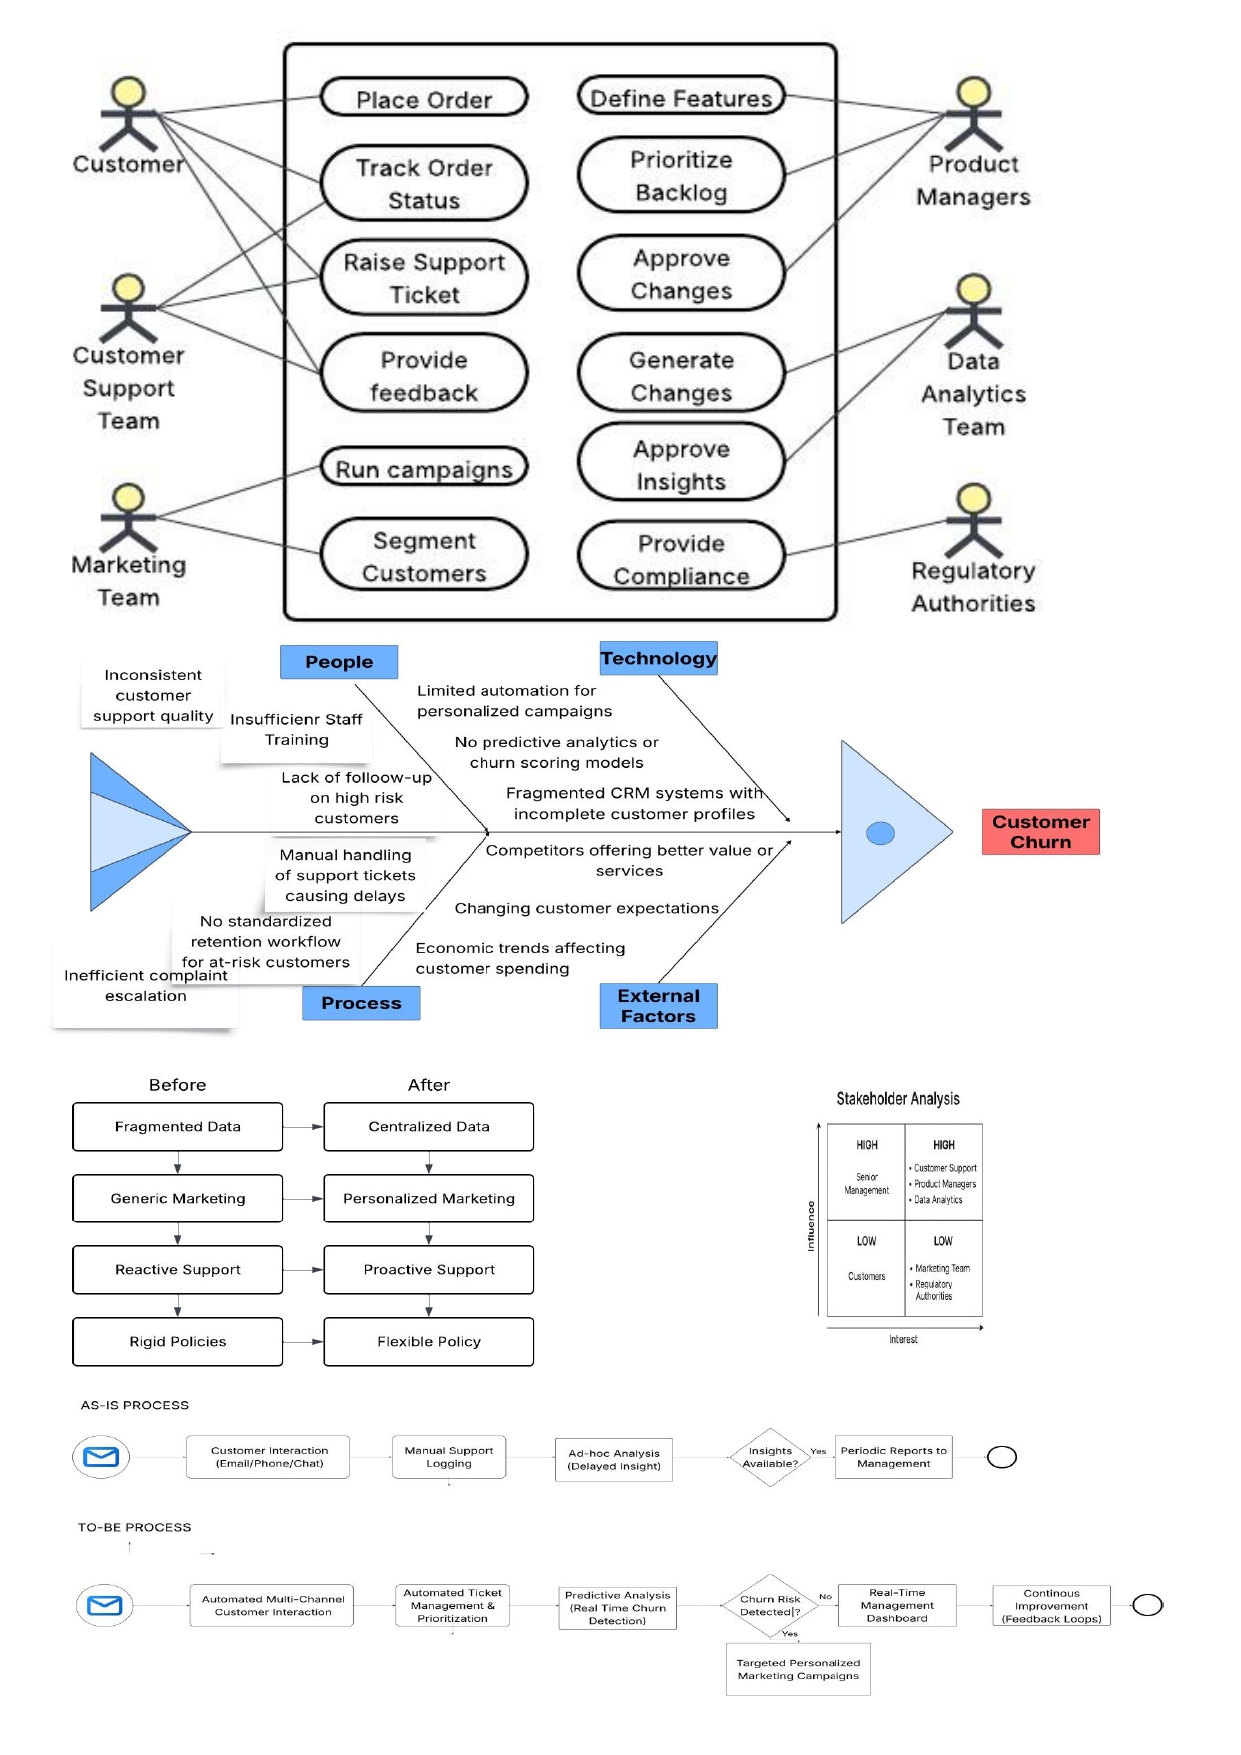 Place Order
Define Features
Customer
Track Order
Status
Prioritize
Backlog
Product
Managers
Raise Support
Ticket
Approve
Changes
Customer
Support
Team
Provide
feedback
Generate
Changes
Data
Analytics
Team
Run campaigns
Approve
Insights
Marketing
Team
Segment
Customers
Provide
Compliance
Regulatory
Authorities
People
Technology
Inconsistent
customer
support quality
Insufficienr Staff
Training
Lack of folloow-up
on high risk
customers
Limited automation for
personalized campaigns
No predictive analytics or
churn scoring models
Fragmented CRM systems with
incomplete customer profiles
Customer
Churn
Manual handling
of support tickets
causing delays
No standardized
retention workflow
for at-risk customers
Inefficient complaint
escalation
Competitors offering better value or
services
Changing customer expectations
Economic trends affecting
customer spending
Process
External
Factors
Before
After
Fragmented Data
Centralized Data
Generic Marketing
Personalized Marketing
Reactive Support
Proactive Support
Rigid Policies
Flexible Policy
Stakeholder Analysis
HIGH
Senior
Management
HIGH
• Customer Support
• Product Managers
• Data Analytics
Influence
LOW
Customers
LOW
• Marketing Team
• Regulatory
Authorities
Interest
AS-IS PROCESS
Customer Interaction
(Email/Phone/Chat)
Manual Support
Logging
Ad-hoc Analysis
(Delayed Insight)
Insights
Available?
Yes
Periodic Reports to
Management
TO-BE PROCESS
Automated Multi-Channel
Customer Interaction
Automated Ticket
Management &
Prioritization
Predictive Analysis
(Real Time Churn
Detection)
Churn Risk
Detected|?
No
Yes
Real-Time
Management
Dashboard
Continous
Improvement
(Feedback Loops)
Targeted Personalized
Marketing Campaigns